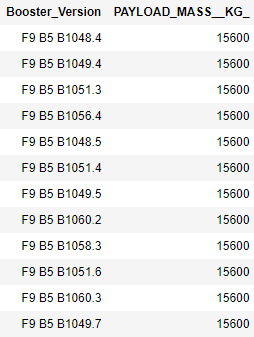 Booster_Version PAYLOAD_MASS__KG_
F9 B5 B1048.4 15600
F9 B5 B1049.4 15600
F9 B5 B1051.3 15600
F9 B5 B1056.4 15600
F9 B5 B1048.5 15600
F9 B5 B1051.4 15600
F9 B5 B1049.5 15600
F9 B5 B1060.2 15600
F9 B5 B1058.3 15600
F9 B5 B1051.6 15600
F9 B5 B1060.3 15600
F9 B5 B1049.7 15600